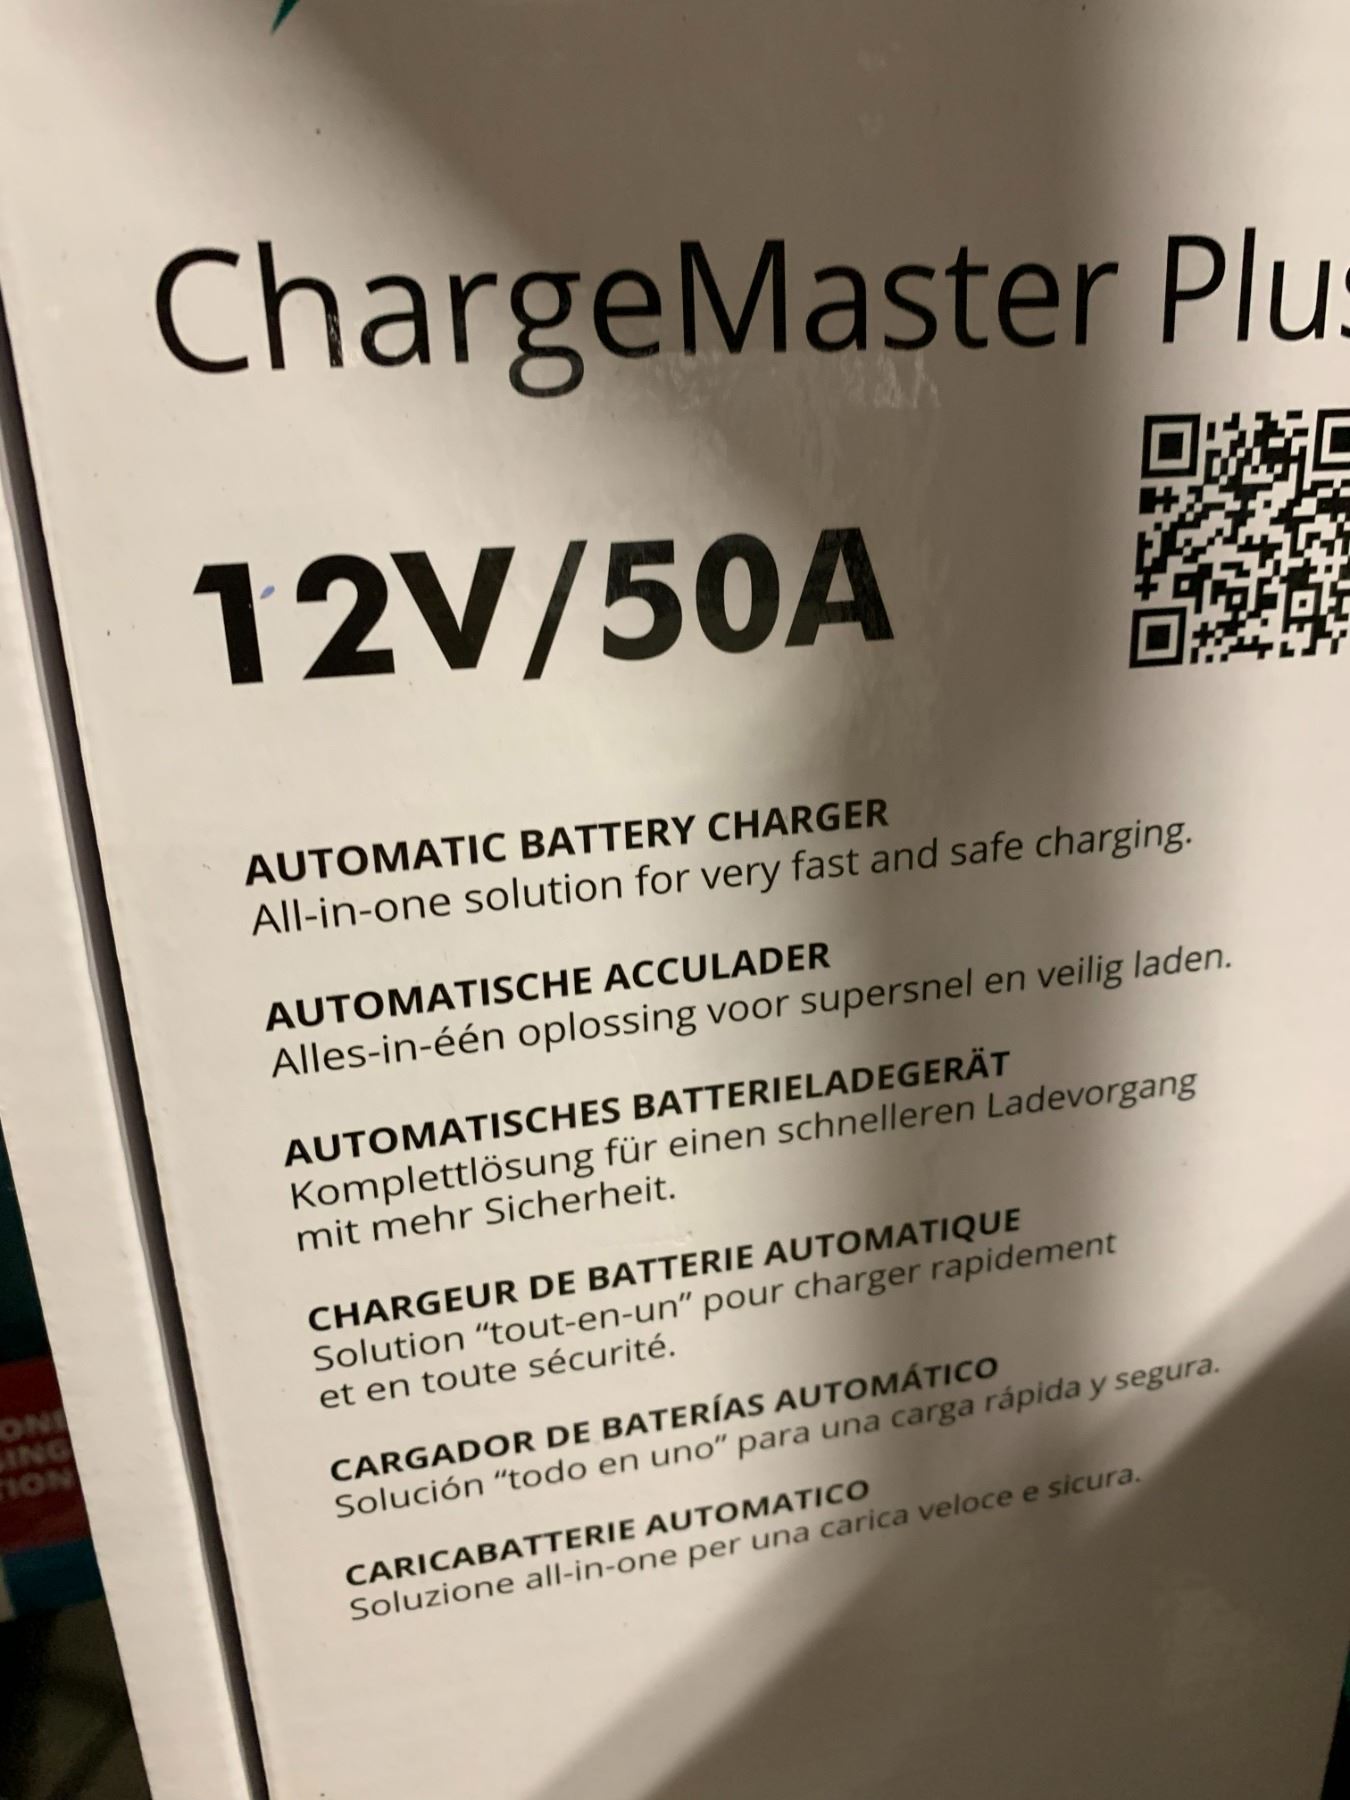 ChargeMaster Plus
12V/50A
AUTOMATIC BATTERY CHARGER
All-in-one solution for very fast and safe charging.
AUTOMATISCHE ACCULADER
Alles-in-één oplossing voor supersnel en veilig laden.
AUTOMATISCHES BATTERIELADEGERÄT
Komplettlösung für einen schnelleren Ladevorgang
mit mehr Sicherheit.
CHARGEUR DE BATTERIE AUTOMATIQUE
Solution “tout-en-un” pour charger rapidement
et en toute sécurité.
CARGADOR DE BATERÍAS AUTOMÁTICO
Solución “todo en uno” para una carga rápida y segura.
CARICABATTERIE AUTOMATICO
Soluzione all-in-one per una carica veloce e sicura.